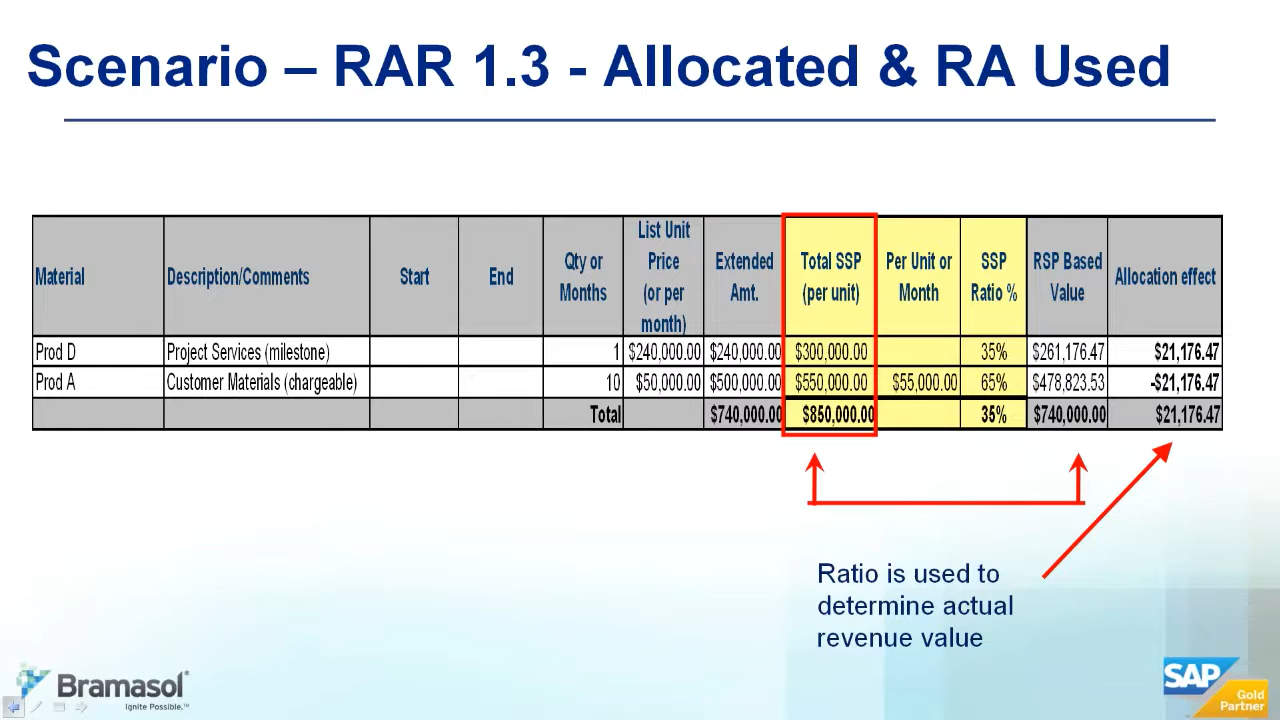 Scenario – RAR 1.3 - Allocated & RA Used
Material Description/Comments Start End Qty or Months List Unit Price (or per month) Extended Amt. Total SSP (per unit) Per Unit or Month SSP Ratio % RSP Based Value Allocation effect
Prod D Project Services (milestone) 1 $240,000.00 $240,000.00 $300,000.00 35% $261,176.47 $21,176.47
Prod A Customer Materials (chargeable) 10 $50,000.00 $500,000.00 $550,000.00 $55,000.00 65% $478,823.53 -$21,176.47
Total $740,000.00 $850,000.00 35% $740,000.00 $21,176.47
Ratio is used to
determine actual
revenue value
Bramasol®
Ignite Possible.™
SAP
Gold
Partner